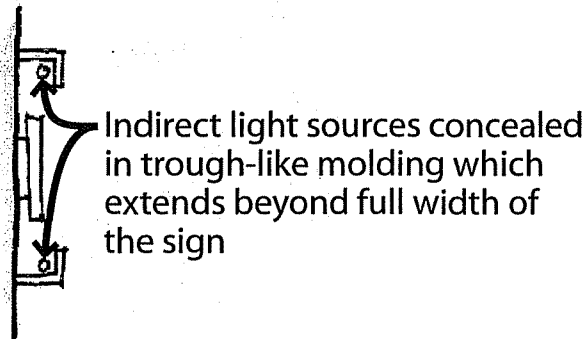 Indirect light sources concealed
in trough-like molding which
extends beyond full width of
the sign